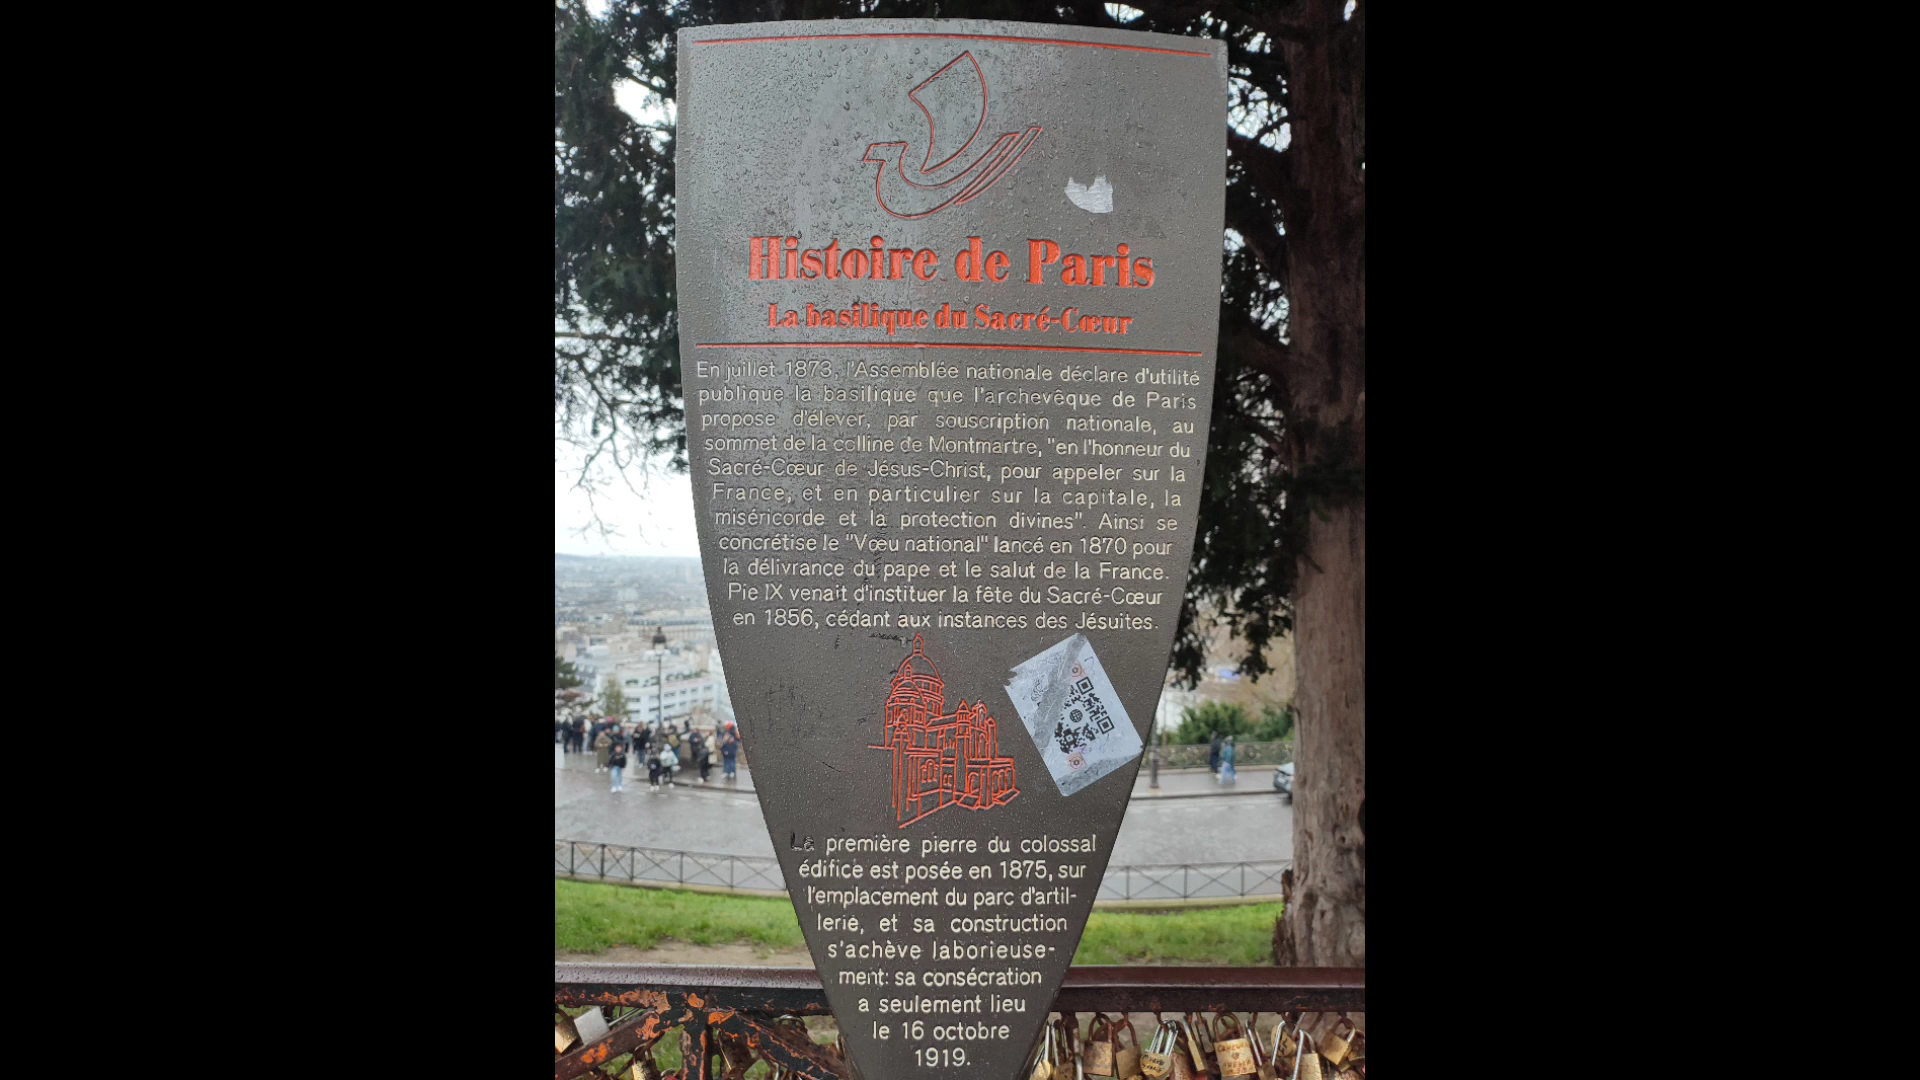 Histoire de Paris
La basilique du Sacré-Cœur
En juillet 1873, l'Assemblée nationale déclare d'utilité
publique la basilique que l'archevêque de Paris
propose d'élever, par souscription nationale, au
sommet de la colline de Montmartre, "en l'honneur du
Sacré-Cœur de Jésus-Christ, pour appeler sur la
France, et en particulier sur la capitale, la
miséricorde et la protection divines". Ainsi se
concrétise le "Vœu national" lancé en 1870 pour
la délivrance du pape et le salut de la France.
Pie IX venait d'instituer la fête du Sacré-Cœur
en 1856, cédant aux instances des Jésuites.
La première pierre du colossal
édifice est posée en 1875, sur
l'emplacement du parc d'artil-
lerie, et sa construction
s'achève laborieuse-
ment: sa consécration
a seulement lieu
le 16 octobre
1919.